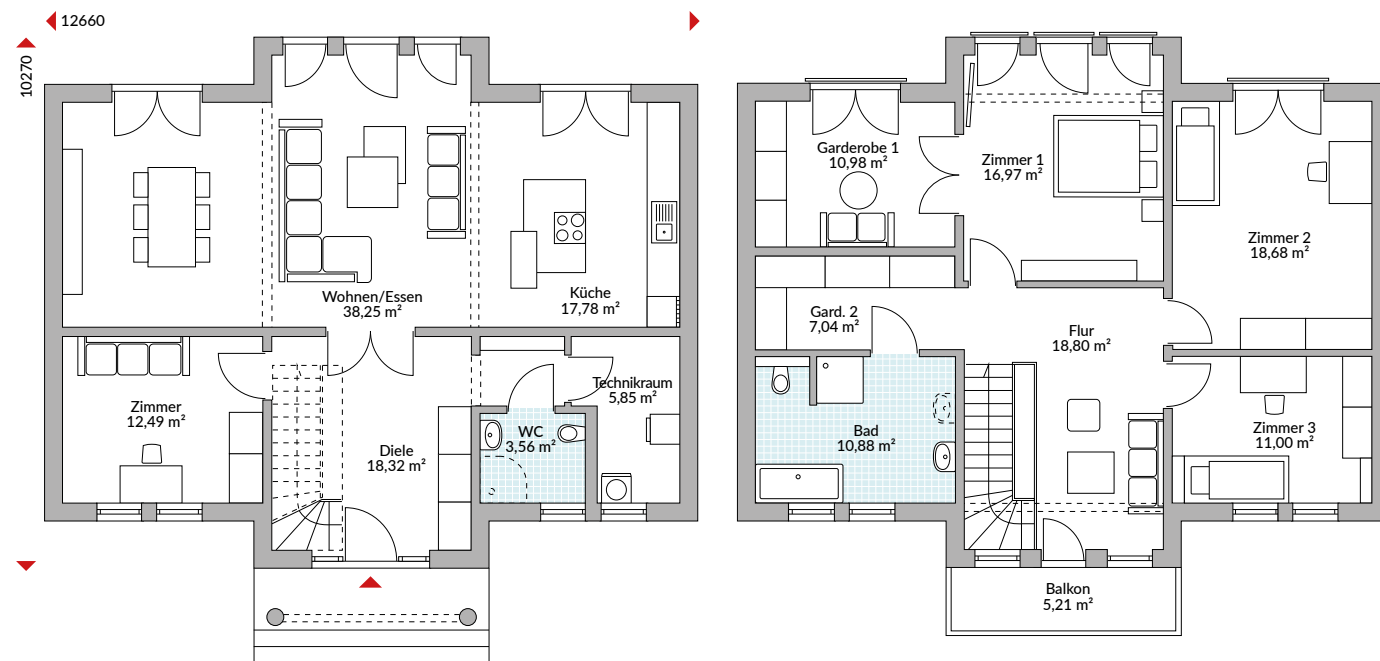 12660
10270
Wohnen/Essen
38,25 m²
Küche
17,78 m²
Zimmer
12,49 m²
Diele
18,32 m²
WC
3,56 m²
Technikraum
5,85 m²
Garderobe 1
10,98 m²
Zimmer 1
16,97 m²
Zimmer 2
18,68 m²
Gard. 2
7,04 m²
Flur
18,80 m²
Bad
10,88 m²
Zimmer 3
11,00 m²
Balkon
5,21 m²